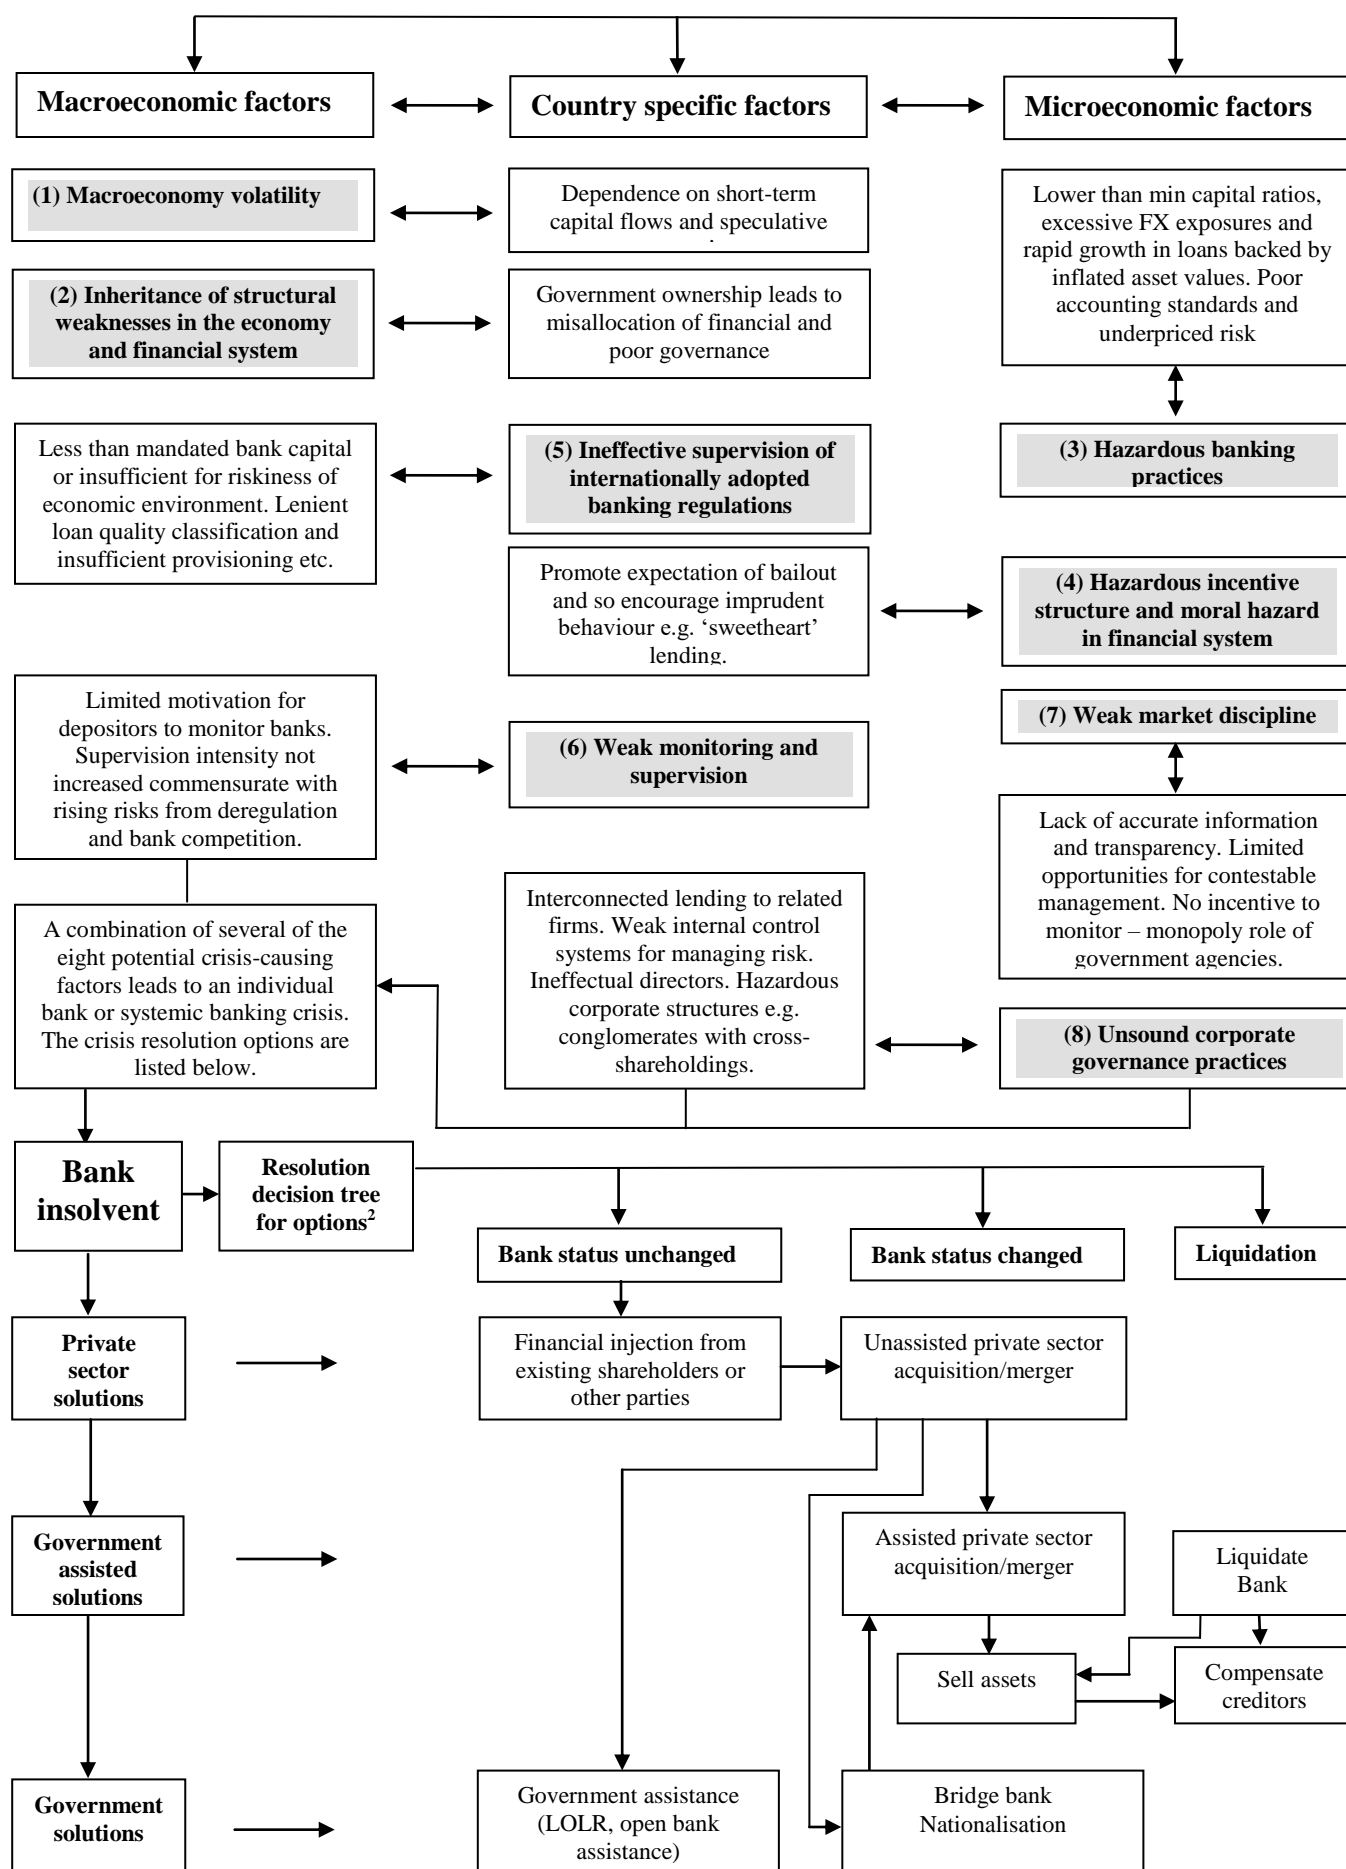 Macroeconomic factors
Country specific factors
Microeconomic factors
(1) Macroeconomy volatility
Dependence on short-term
capital flows and speculative
Lower than min capital ratios,
excessive FX exposures and
rapid growth in loans backed by
inflated asset values. Poor
accounting standards and
underpriced risk
(2) Inheritance of structural
weaknesses in the economy
and financial system
Government ownership leads to
misallocation of financial and
poor governance
Less than mandated bank capital
or insufficient for riskiness of
economic environment. Lenient
loan quality classification and
insufficient provisioning etc.
(5) Ineffective supervision of
internationally adopted
banking regulations
(3) Hazardous banking
practices
Promote expectation of bailout
and so encourage imprudent
behaviour e.g. ‘sweetheart’
lending.
(4) Hazardous incentive
structure and moral hazard
in financial system
Limited motivation for
depositors to monitor banks.
Supervision intensity not
increased commensurate with
rising risks from deregulation
and bank competition.
(6) Weak monitoring and
supervision
(7) Weak market discipline
Lack of accurate information
and transparency. Limited
opportunities for contestable
management. No incentive to
monitor – monopoly role of
government agencies.
A combination of several of the
eight potential crisis-causing
factors leads to an individual
bank or systemic banking crisis.
The crisis resolution options are
listed below.
Interconnected lending to related
firms. Weak internal control
systems for managing risk.
Ineffectual directors. Hazardous
corporate structures e.g.
conglomerates with cross-
shareholdings.
(8) Unsound corporate
governance practices
Bank
insolvent
Resolution
decision tree
for options²
Bank status unchanged
Bank status changed
Liquidation
Private
sector
solutions
Financial injection from
existing shareholders or
other parties
Unassisted private sector
acquisition/merger
Government
assisted
solutions
Assisted private sector
acquisition/merger
Liquidate
Bank
Sell assets
Compensate
creditors
Government
solutions
Government assistance
(LOLR, open bank
assistance)
Bridge bank
Nationalisation